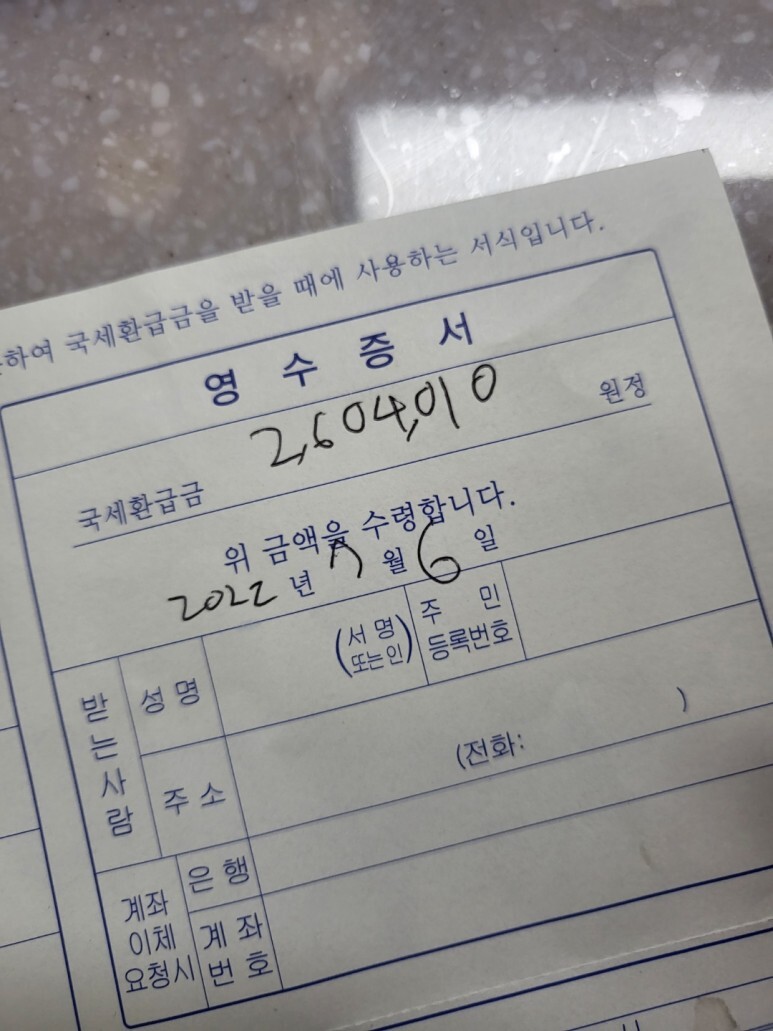 하여 국세환급금을 받을 때에 사용하는 서식입니다.
영 수 증 서
국세환급금 2,604,010 원정
위 금액을 수령합니다.
2022 년 7 월 6 일
받는사람
성 명
(서 명 또는인)
주 민 등록번호
주 소
(전화: )
계좌이체 요청시
은 행
계 좌 번 호